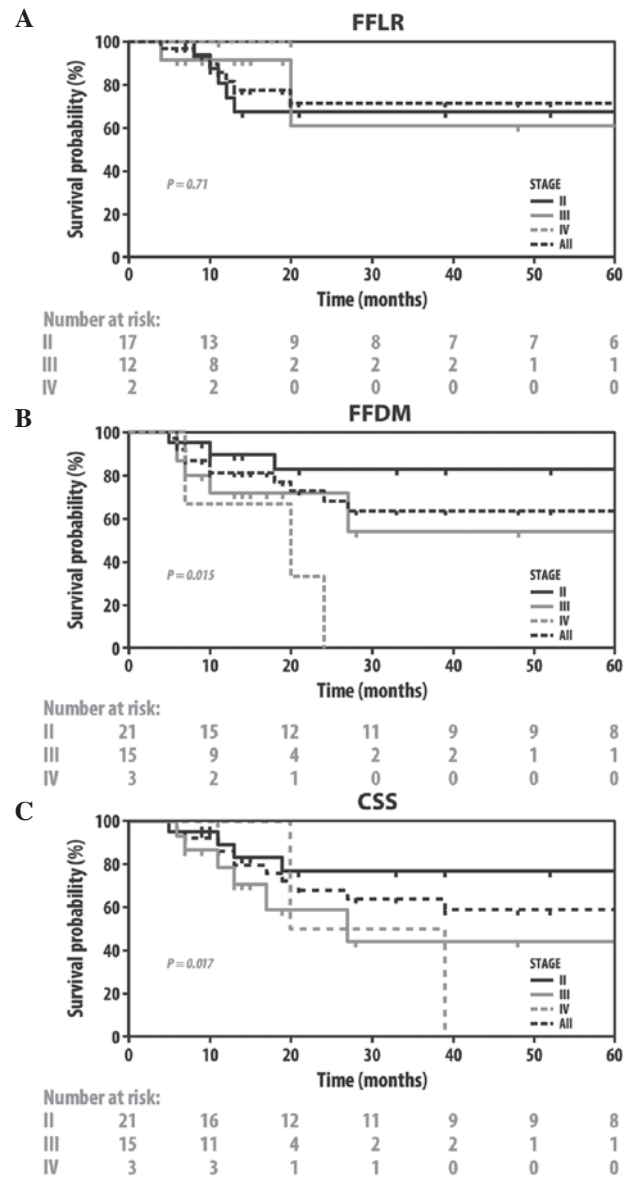 A
FFLR
Survival probability (%)
100
80
60
40
20
0
P = 0.71
STAGE
II
III
IV
All
0 10 20 30 40 50 60
Time (months)
Number at risk:
II 17 13 9 8 7 7 6
III 12 8 2 2 2 1 1
IV 2 2 0 0 0 0 0
B
FFDM
Survival probability (%)
100
80
60
40
20
0
P = 0.015
STAGE
II
III
IV
All
0 10 20 30 40 50 60
Time (months)
Number at risk:
II 21 15 12 11 9 9 8
III 15 9 4 2 2 1 1
IV 3 2 1 0 0 0 0
C
CSS
Survival probability (%)
100
80
60
40
20
0
P = 0.017
STAGE
II
III
IV
All
0 10 20 30 40 50 60
Time (months)
Number at risk:
II 21 16 12 11 9 9 8
III 15 11 4 2 2 1 1
IV 3 3 1 1 0 0 0